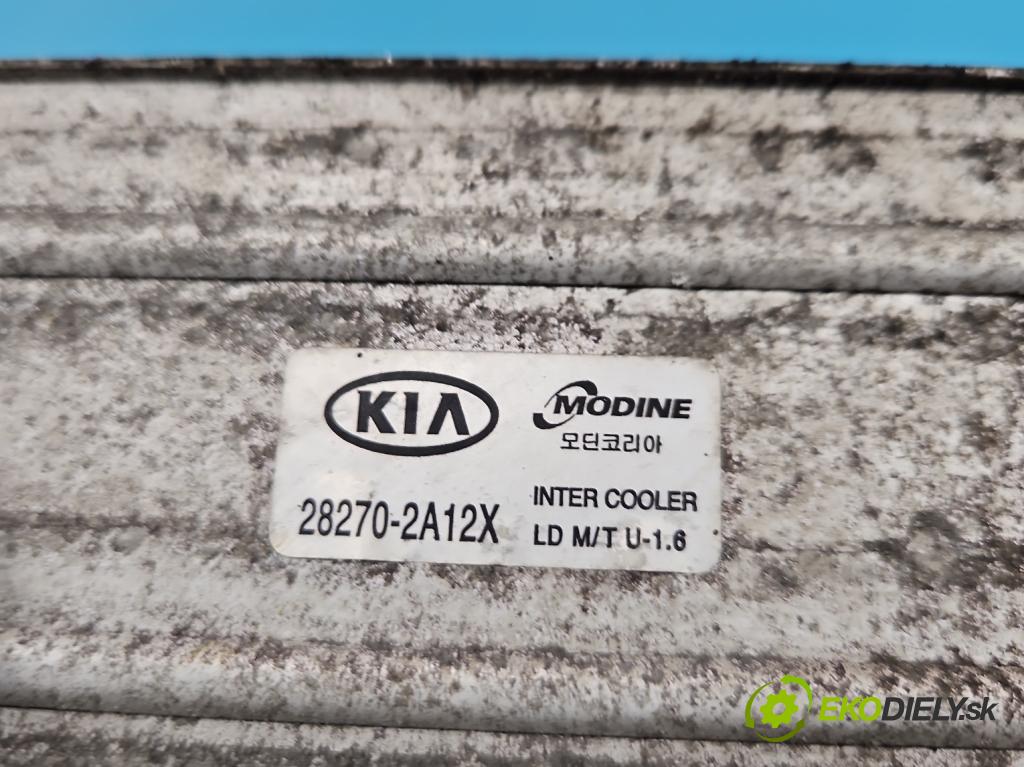 KIA
MODINE
모딘코리아
28270-2A12X
INTER COOLER
LD M/T U-1.6
EKODIELY.sk